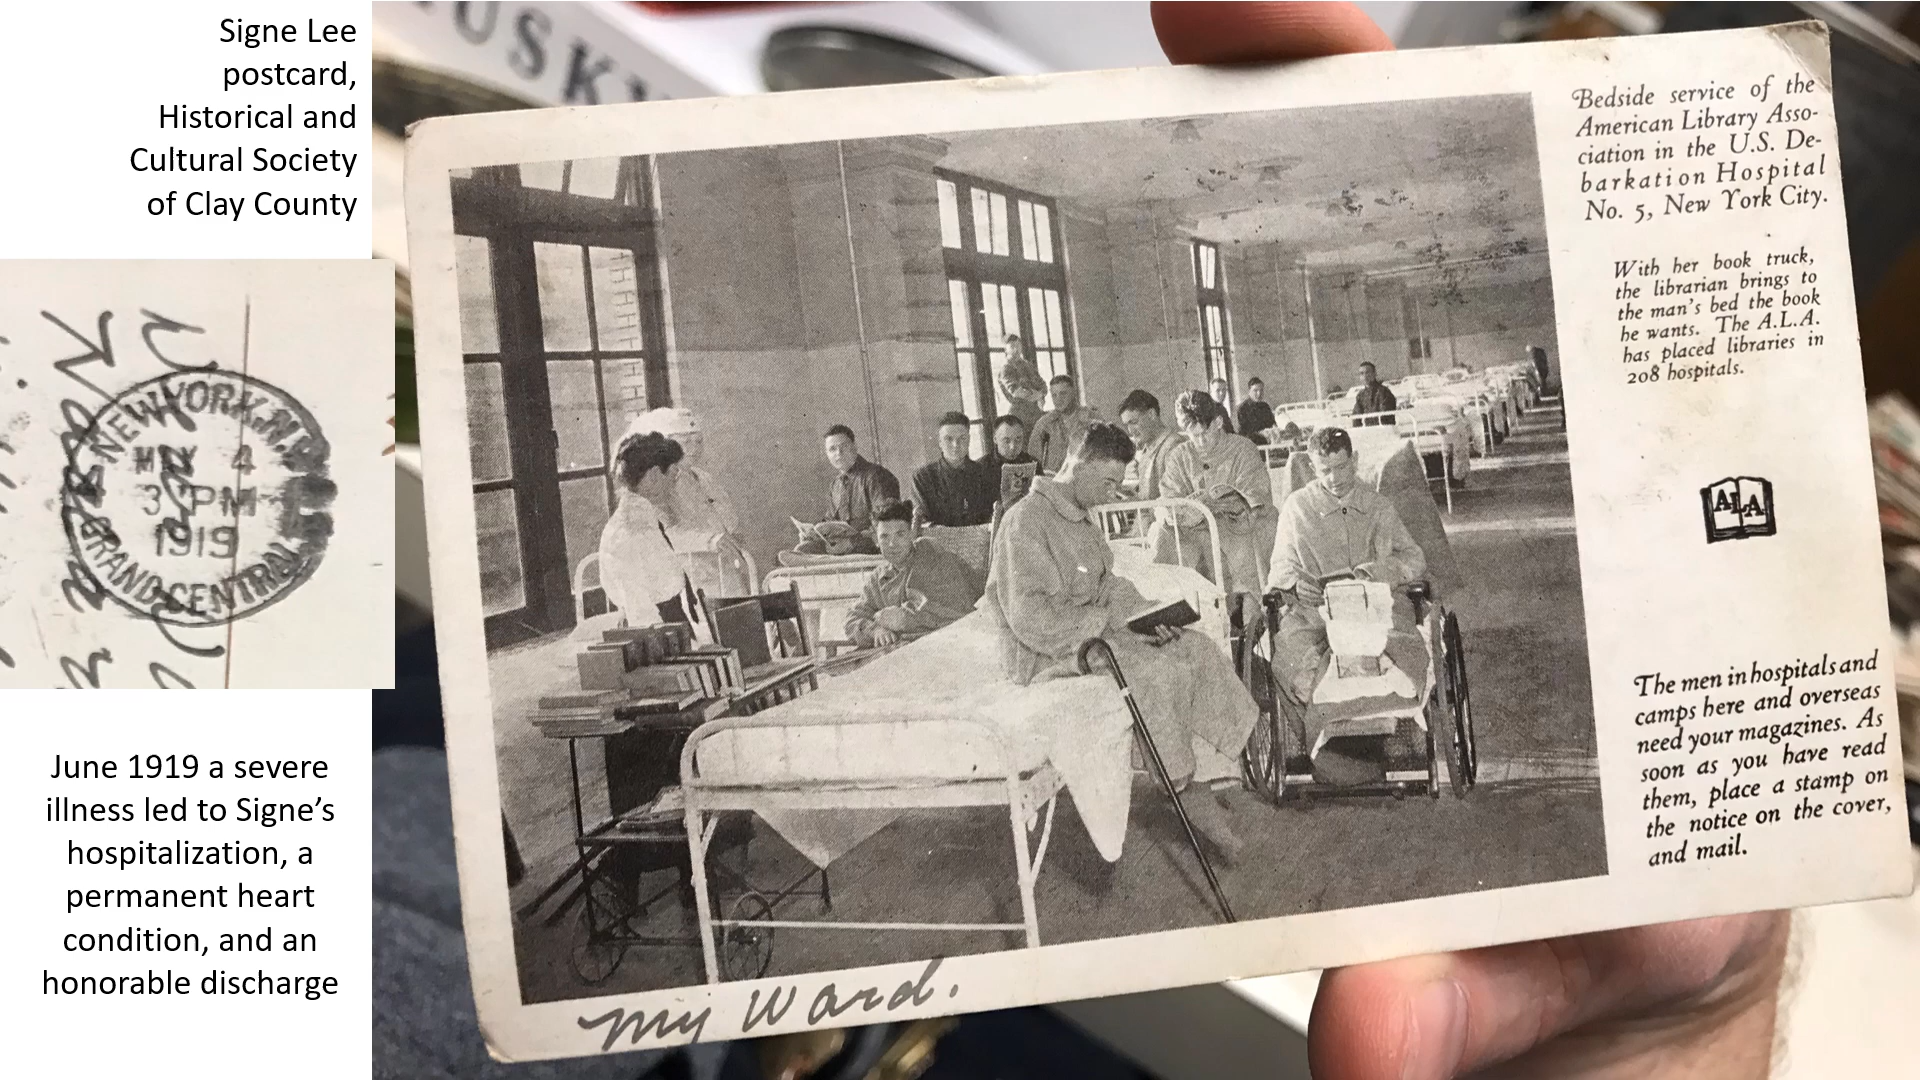 Signe Lee
postcard,
Historical and
Cultural Society
of Clay County
NEW YORK, N.Y.
MAY 4
3 PM
1919
GRAND CENTRAL
June 1919 a severe
illness led to Signe’s
hospitalization, a
permanent heart
condition, and an
honorable discharge
USK
Bedside service of the
American Library Asso-
ciation in the U.S. De-
barkation Hospital
No. 5, New York City.
With her book truck,
the librarian brings to
the man's bed the book
he wants. The A.L.A.
has placed libraries in
208 hospitals.
ALA
The men in hospitals and
camps here and overseas
need your magazines. As
soon as you have read
them, place a stamp on
the notice on the cover,
and mail.
My Ward.